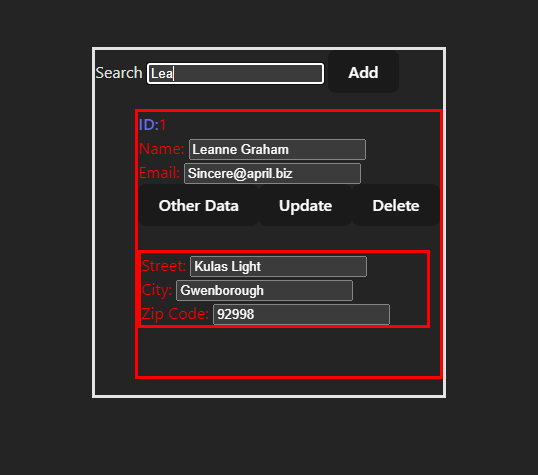 Search Lea Add
ID:1
Name: Leanne Graham
Email: Sincere@april.biz
Other Data Update Delete
Street: Kulas Light
City: Gwenborough
Zip Code: 92998